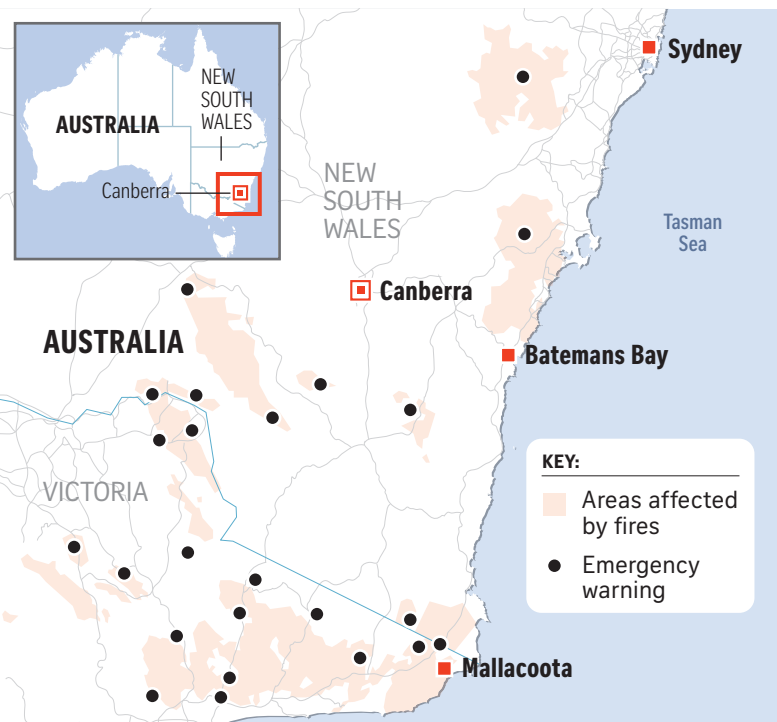 Sydney
NEW
SOUTH
WALES
AUSTRALIA
Canberra
NEW
SOUTH
WALES
Tasman
Sea
Canberra
AUSTRALIA
Batemans Bay
VICTORIA
KEY:
Areas affected
by fires
Emergency
warning
Mallacoota